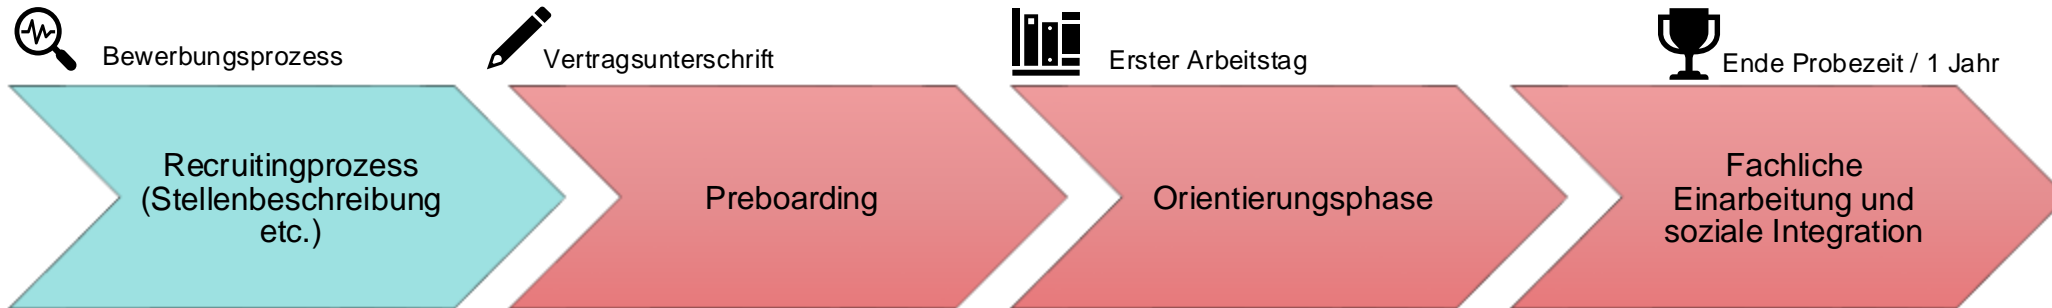 Bewerbungsprozess
Vertragsunterschrift
Erster Arbeitstag
Ende Probezeit / 1 Jahr
Recruitingprozess
(Stellenbeschreibung
etc.)
Preboarding
Orientierungsphase
Fachliche
Einarbeitung und
soziale Integration